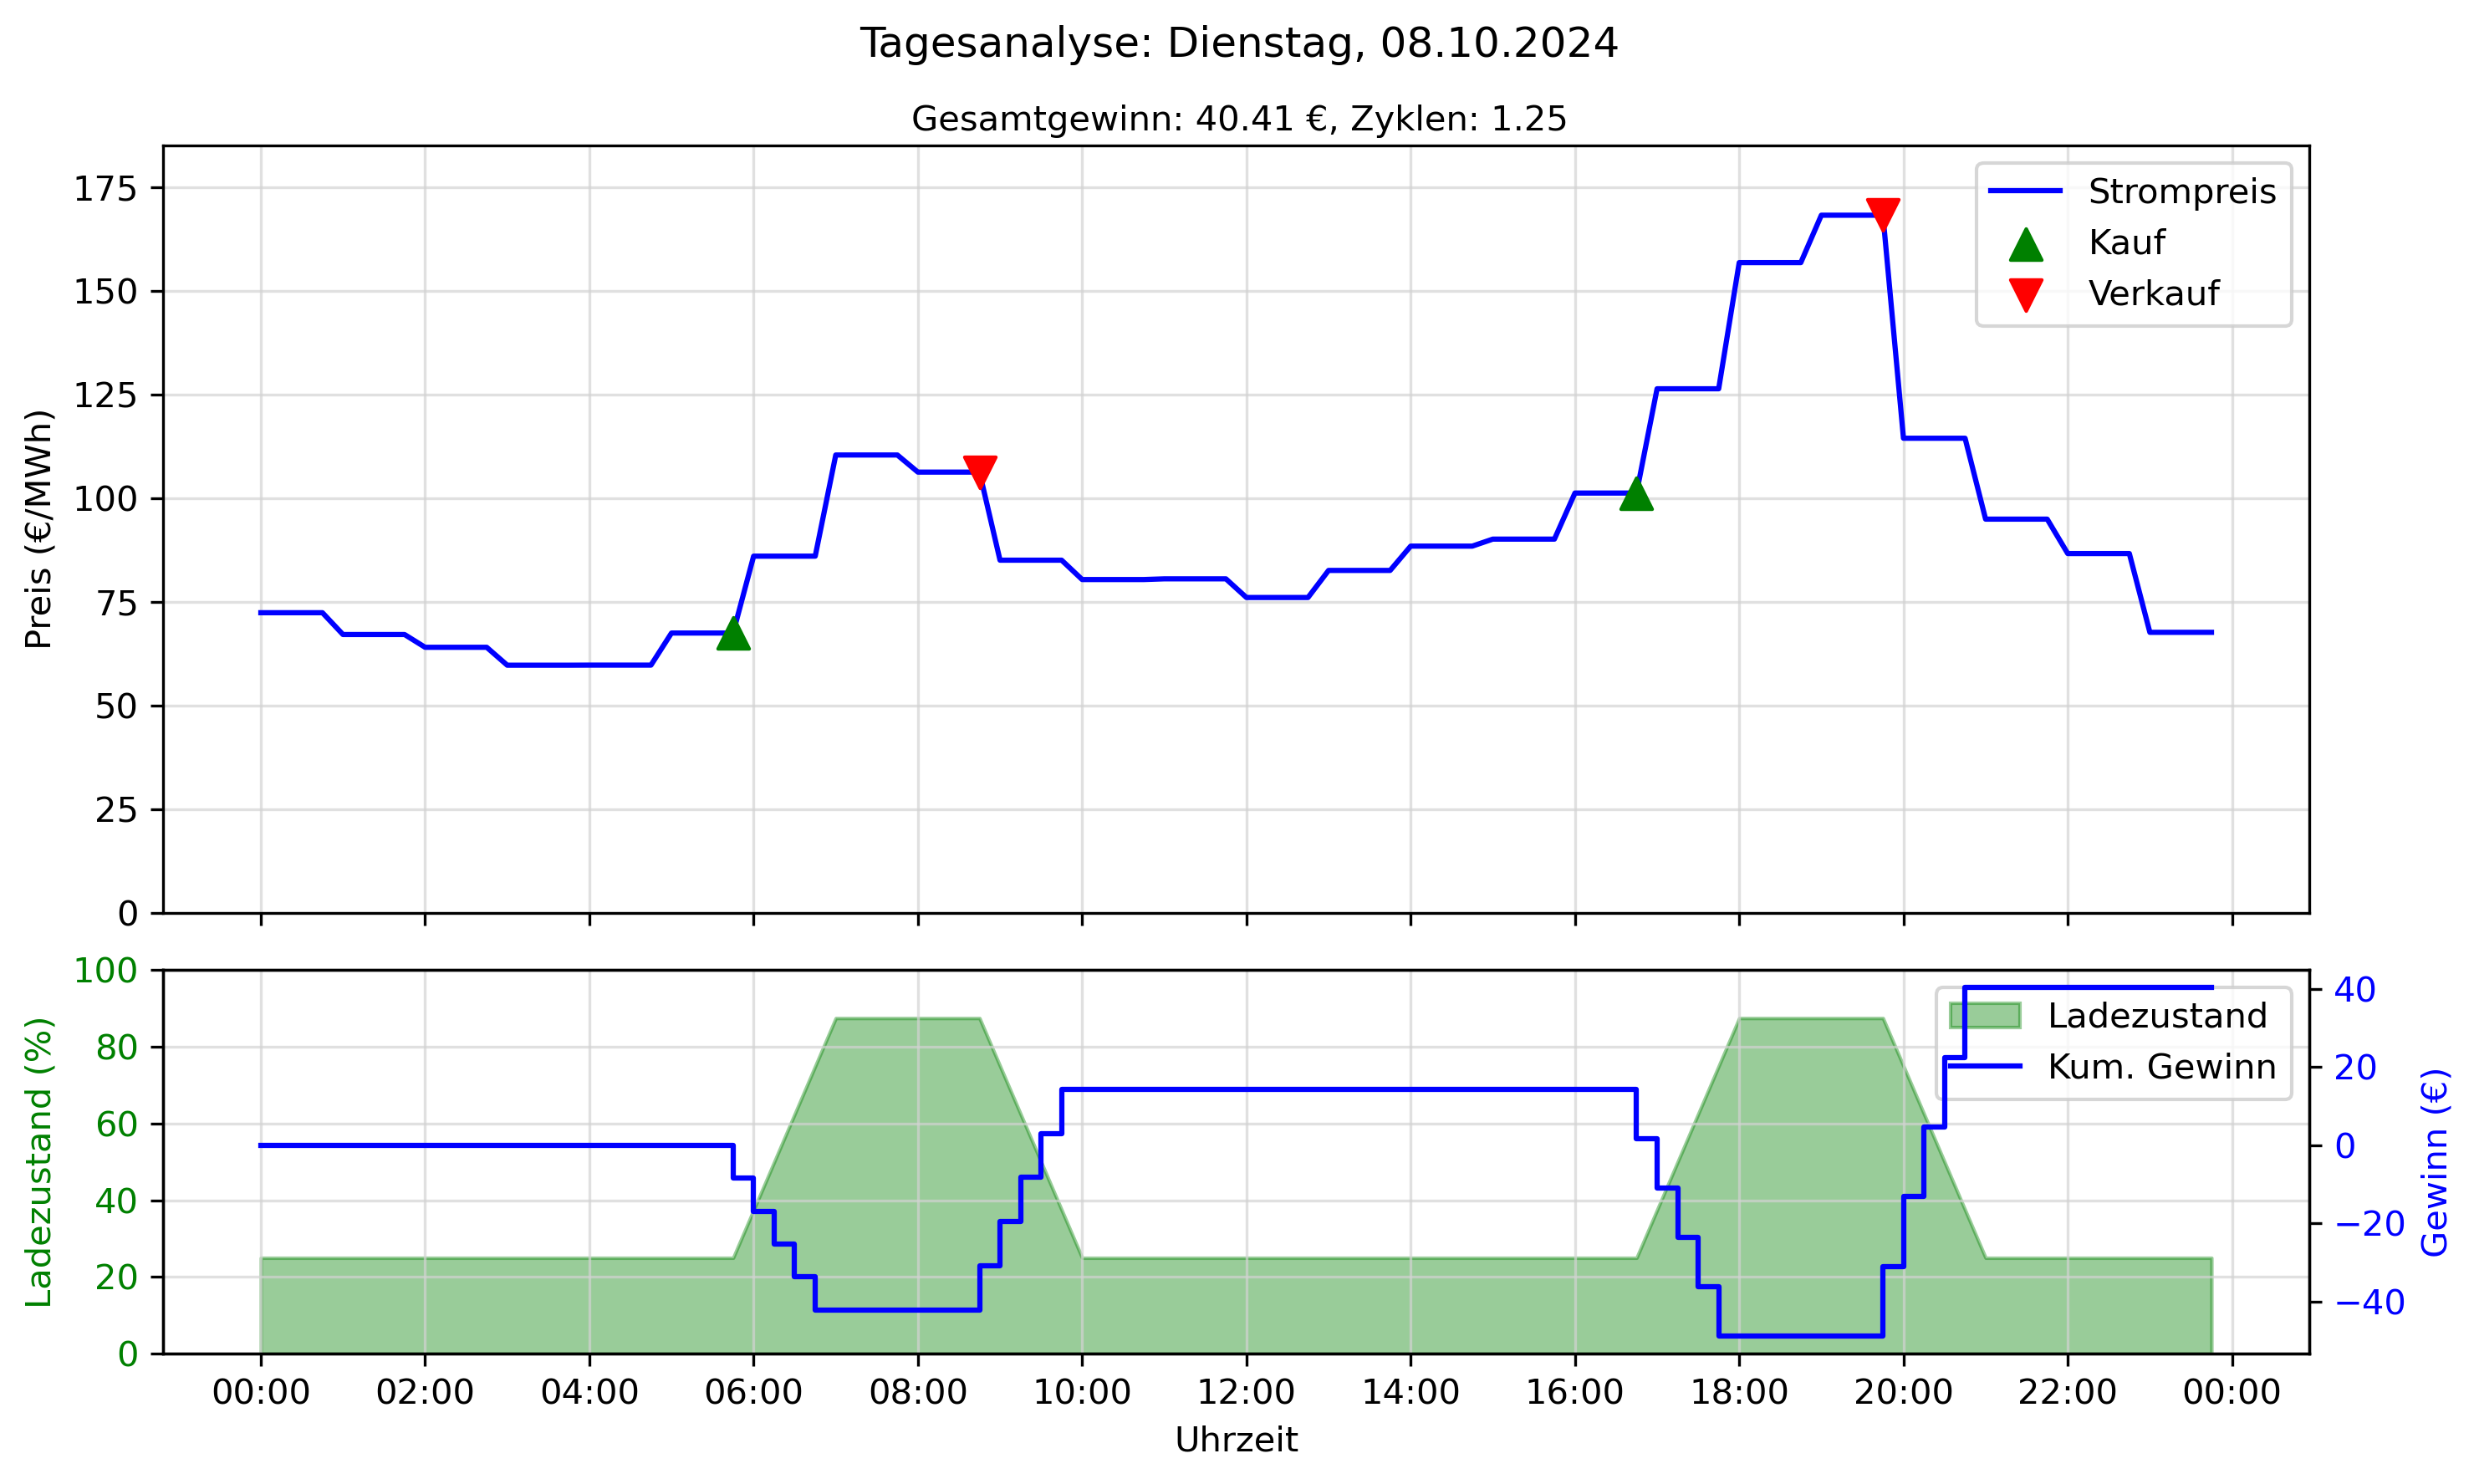 Tagesanalyse: Dienstag, 08.10.2024
Gesamtgewinn: 40.41 €, Zyklen: 1.25
Preis (€/MWh)
175
150
125
100
75
50
25
0
Strompreis
Kauf
Verkauf
Ladezustand (%)
100
80
60
40
20
0
Ladezustand
Kum. Gewinn
40
20
0
−20
−40
Gewinn (€)
00:00 02:00 04:00 06:00 08:00 10:00 12:00 14:00 16:00 18:00 20:00 22:00 00:00
Uhrzeit